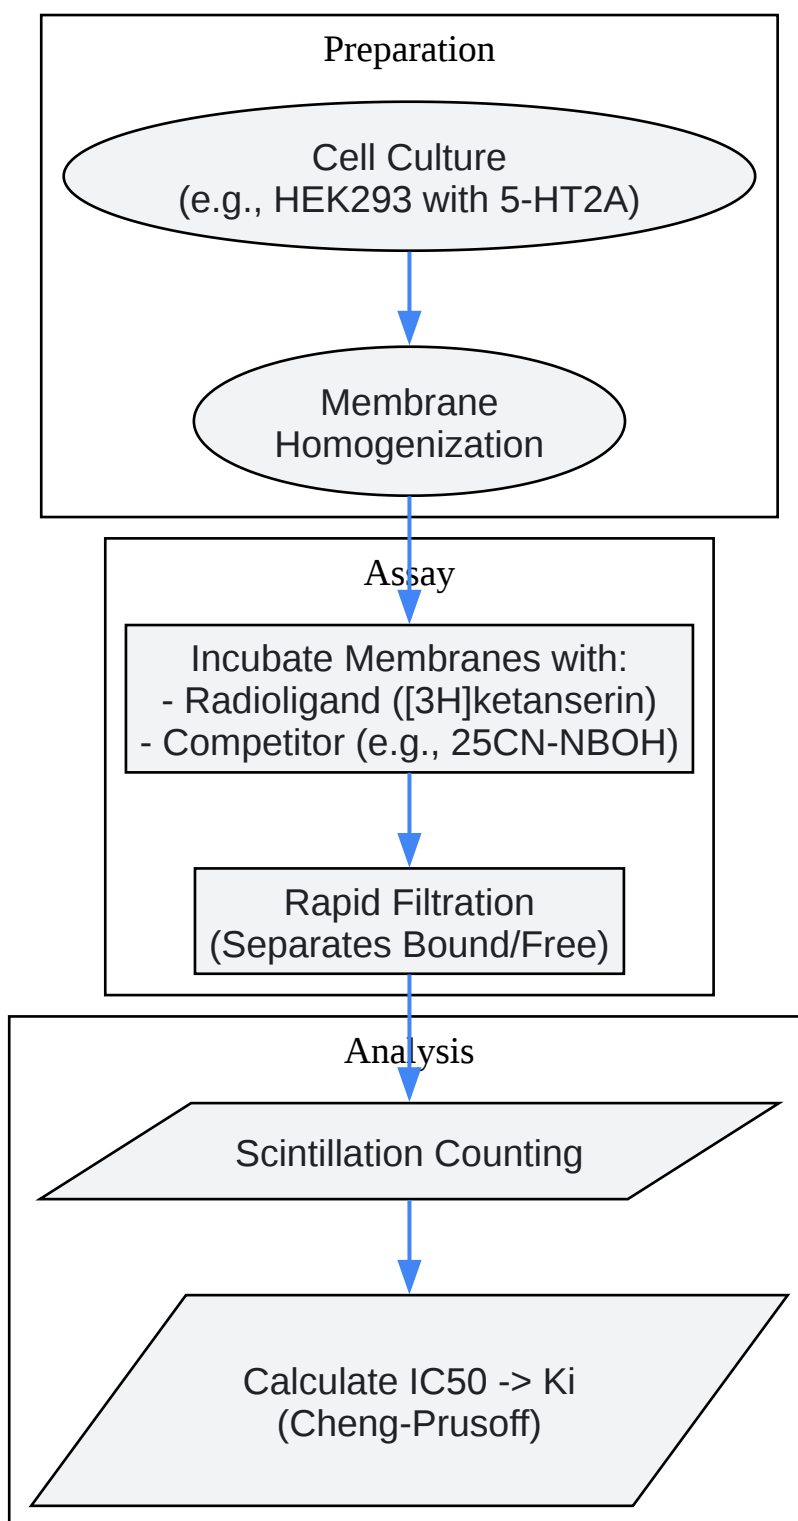 Preparation
Cell Culture
(e.g., HEK293 with 5-HT2A)
Membrane
Homogenization
Assay
Incubate Membranes with:
- Radioligand ([3H]ketanserin)
- Competitor (e.g., 25CN-NBOH)
Rapid Filtration
(Separates Bound/Free)
Analysis
Scintillation Counting
Calculate IC50 -> Ki
(Cheng-Prusoff)